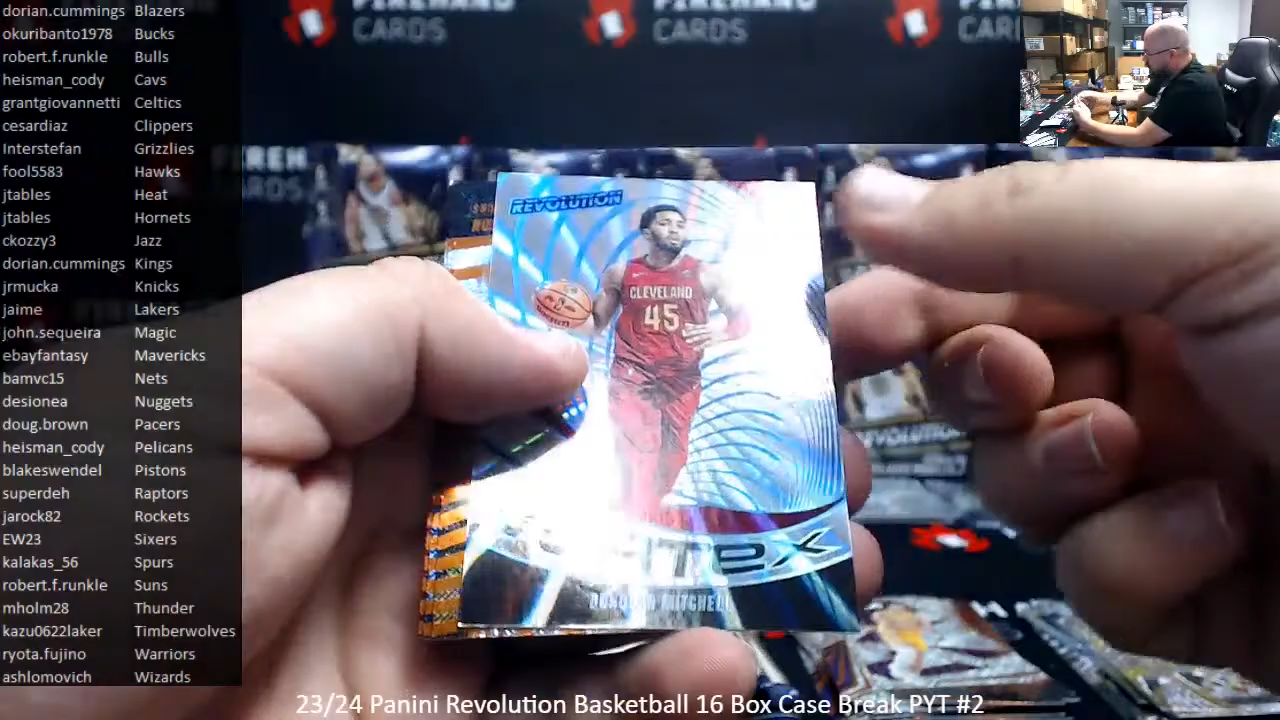 dorian.cummings Blazers
okuribanto1978 Bucks
robert.f.runkle Bulls
heisman_cody Cavs
grantgiovannetti Celtics
cesardiaz Clippers
Interstefan Grizzlies
fool5583 Hawks
jtables Heat
jtables Hornets
ckozzy3 Jazz
dorian.cummings Kings
jrmucka Knicks
jaime Lakers
john.sequeira Magic
ebayfantasy Mavericks
bamvc15 Nets
desionea Nuggets
doug.brown Pacers
heisman_cody Pelicans
blakeswendel Pistons
superdeh Raptors
jarock82 Rockets
EW23 Sixers
kalakas_56 Spurs
robert.f.runkle Suns
mholm28 Thunder
kazu0622laker Timberwolves
ryota.fujino Warriors
ashlomovich Wizards
CARDS
CARDS
REVOLUTION
CLEVELAND
45
MITCHELL
23/24 Panini Revolution Basketball 16 Box Case Break PYT #2